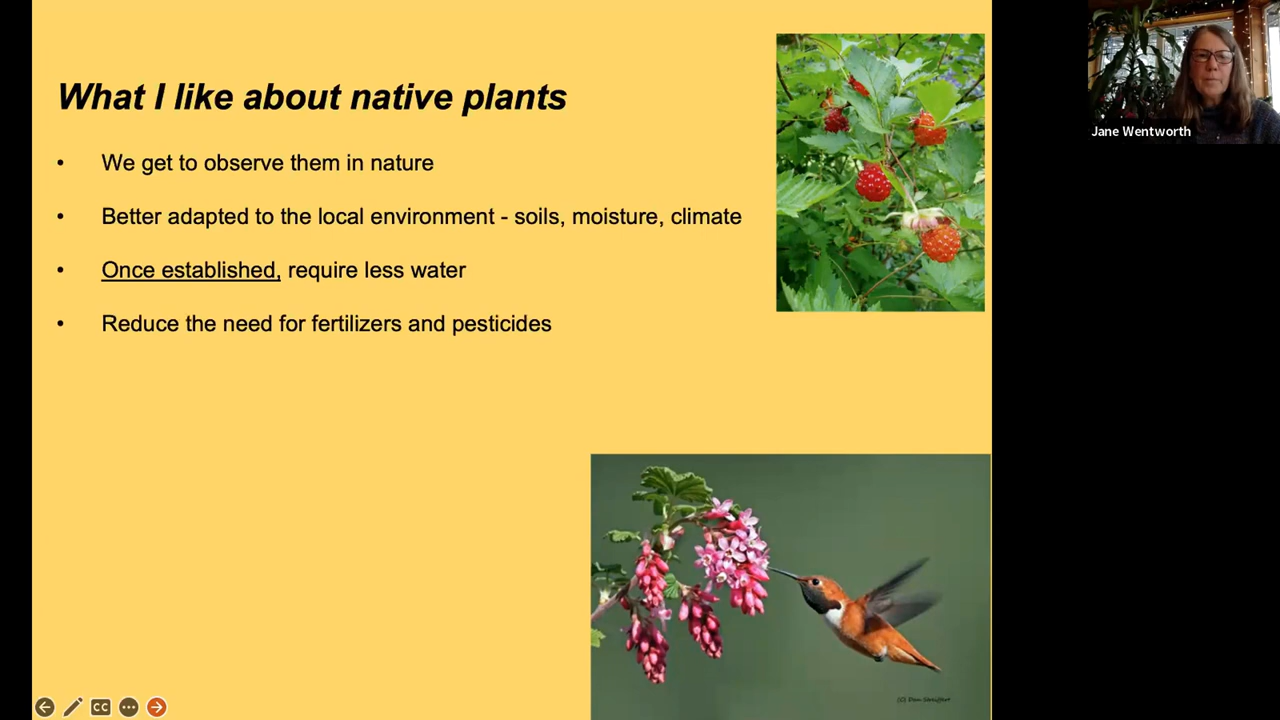 What I like about native plants
• We get to observe them in nature
• Better adapted to the local environment - soils, moisture, climate
• Once established, require less water
• Reduce the need for fertilizers and pesticides
Jane Wentworth
CC